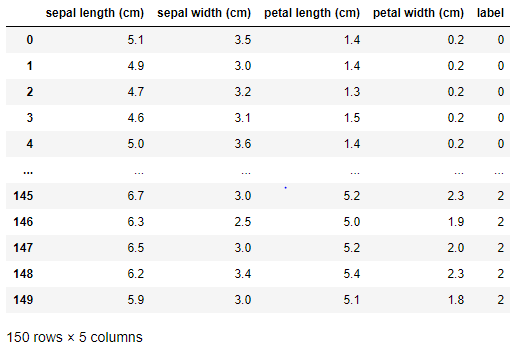 sepal length (cm) sepal width (cm) petal length (cm) petal width (cm) label
0 5.1 3.5 1.4 0.2 0
1 4.9 3.0 1.4 0.2 0
2 4.7 3.2 1.3 0.2 0
3 4.6 3.1 1.5 0.2 0
4 5.0 3.6 1.4 0.2 0
... ... ... ... ... ...
145 6.7 3.0 5.2 2.3 2
146 6.3 2.5 5.0 1.9 2
147 6.5 3.0 5.2 2.0 2
148 6.2 3.4 5.4 2.3 2
149 5.9 3.0 5.1 1.8 2
150 rows × 5 columns